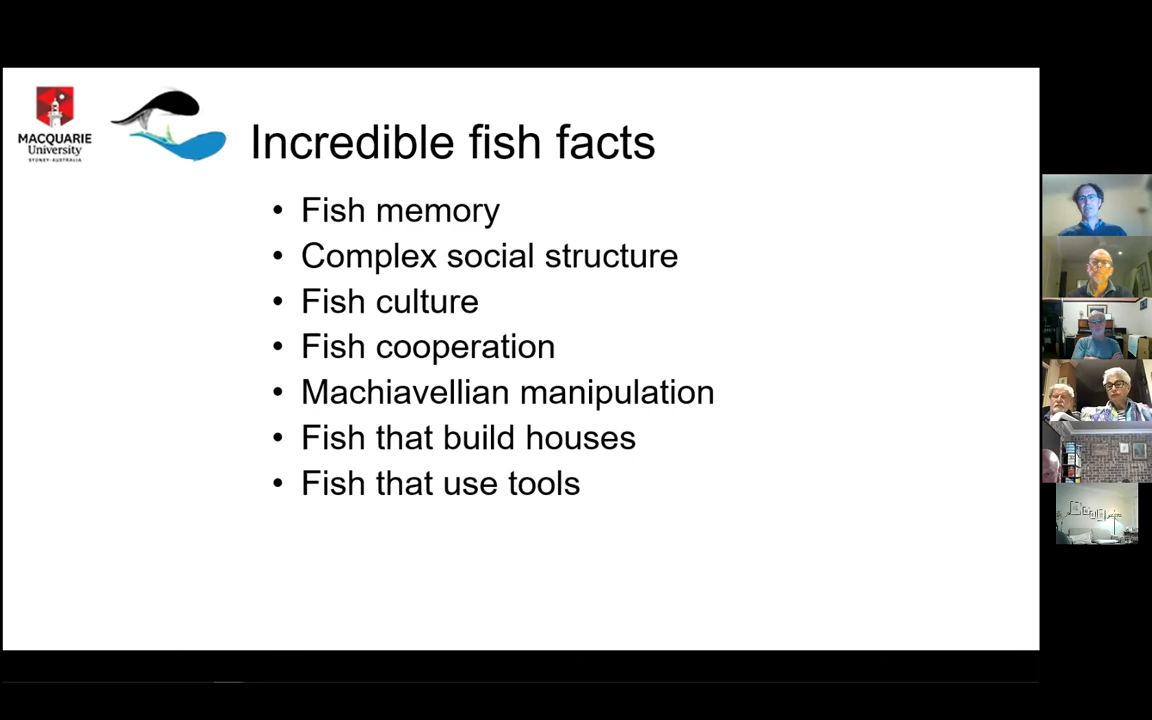 MACQUARIE
University
SYDNEY·AUSTRALIA
Incredible fish facts
• Fish memory
• Complex social structure
• Fish culture
• Fish cooperation
• Machiavellian manipulation
• Fish that build houses
• Fish that use tools